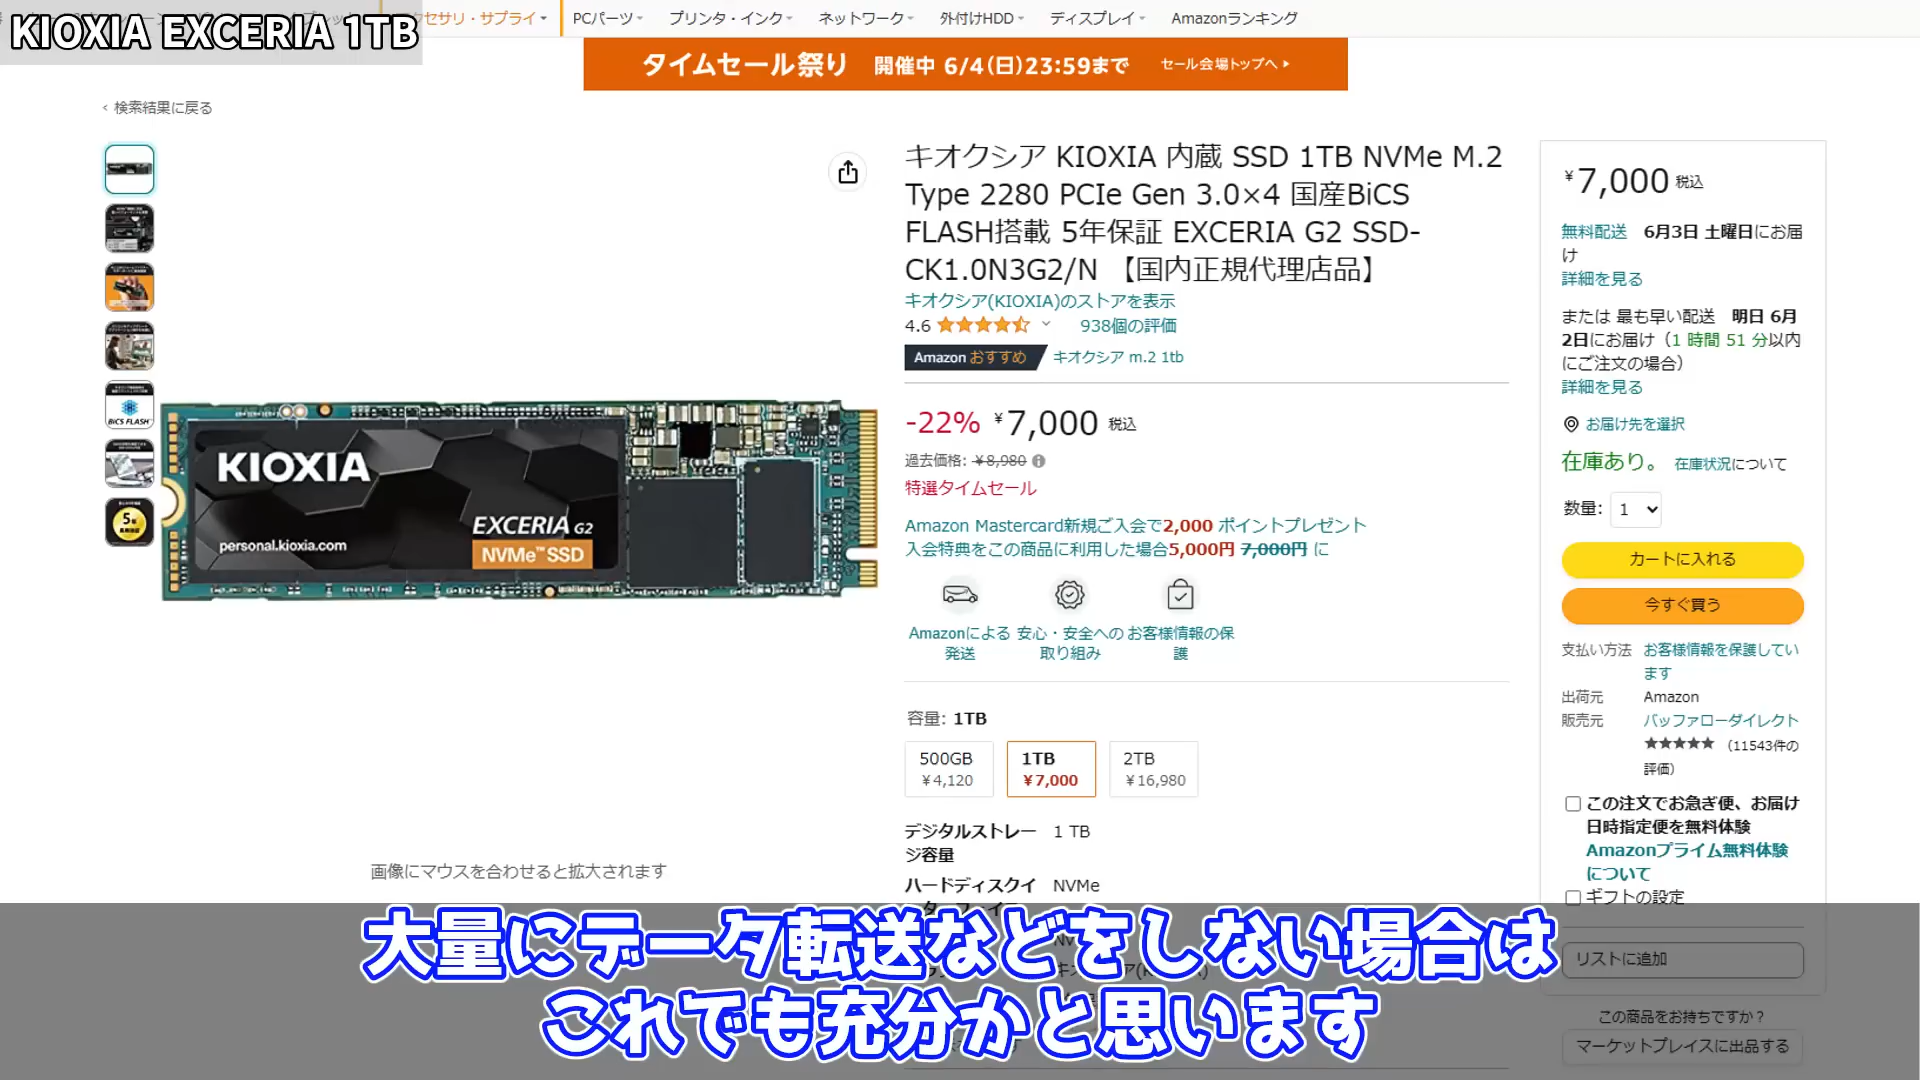 KIOXIA EXCERIA 1TB
クセサリ・サプライ
PCパーツ
プリンタ・インク
ネットワーク
外付けHDD
ディスプレイ
Amazonランキング
タイムセール祭り 開催中 6/4(日)23:59まで セール会場トップへ
‹ 検索結果に戻る
キオクシア KIOXIA 内蔵 SSD 1TB NVMe M.2
Type 2280 PCIe Gen 3.0×4 国産BiCS
FLASH搭載 5年保証 EXCERIA G2 SSD-
CK1.0N3G2/N 【国内正規代理店品】
キオクシア(KIOXIA)のストアを表示
4.6 938個の評価
Amazon おすすめ キオクシア m.2 1tb
-22% ¥7,000 税込
過去価格: ¥8,980
特選タイムセール
Amazon Mastercard新規ご入会で2,000 ポイントプレゼント
入会特典をこの商品に利用した場合5,000円 7,000円 に
Amazonによる
発送
安心・安全への
取り組み
お客様情報の保
護
容量: 1TB
500GB
¥4,120
1TB
¥7,000
2TB
¥16,980
デジタルストレー
ジ容量
1 TB
ハードディスクイ
NVMe
KIOXIA
EXCERIA G2
NVMe™SSD
personal.kioxia.com
BiCS FLASH
5年
画像にマウスを合わせると拡大されます
¥7,000 税込
無料配送 6月3日 土曜日にお届
け
詳細を見る
または 最も早い配送 明日 6月
2日にお届け（1 時間 51 分以内
にご注文の場合）
詳細を見る
お届け先を選択
在庫あり。 在庫状況について
数量: 1
カートに入れる
今すぐ買う
支払い方法 お客様情報を保護してい
ます
出荷元 Amazon
販売元 バッファローダイレクト
★★★★★ （11543件の
評価）
この注文でお急ぎ便、お届け
日時指定便を無料体験
Amazonプライム無料体験
について
ギフトの設定
リストに追加
この商品をお持ちですか？
マーケットプレイスに出品する
大量にデータ転送などをしない場合は
これでも充分かと思います